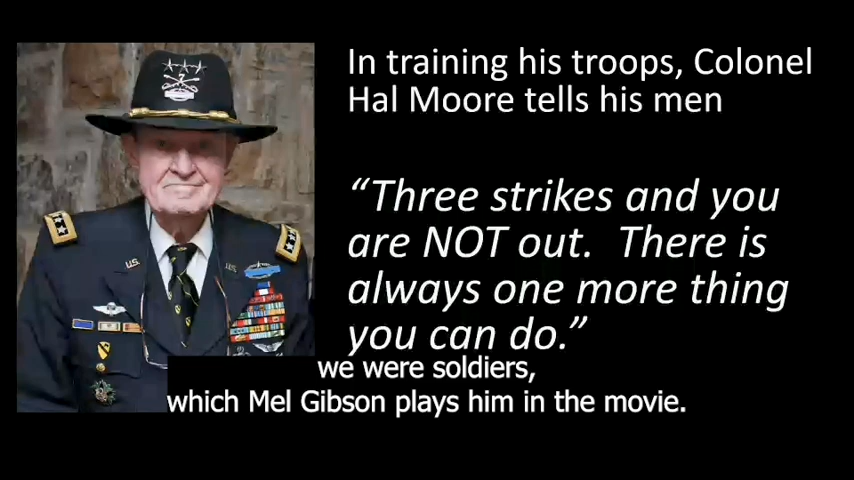 In training his troops, Colonel
Hal Moore tells his men
“Three strikes and you
are NOT out. There is
always one more thing
you can do.”
we were soldiers,
which Mel Gibson plays him in the movie.
7
U.S.